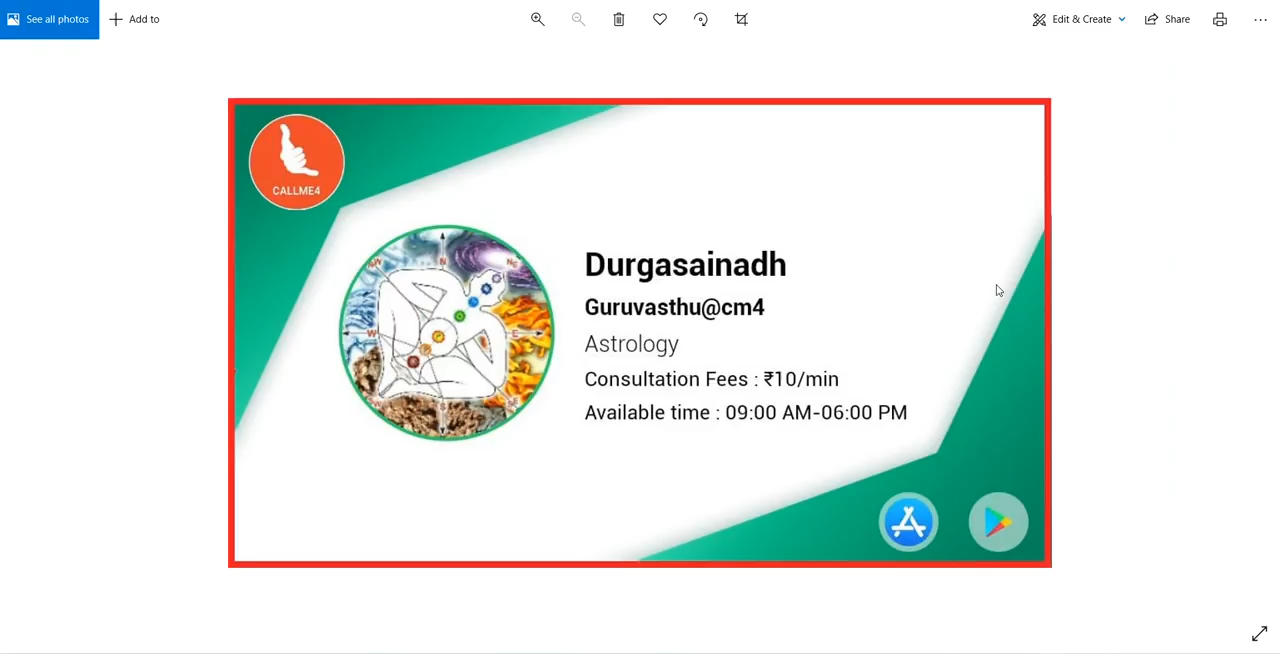 See all photos
Add to
Edit & Create
Share
CALLME4
N
NE
W
E
Durgasainadh
Guruvasthu@cm4
Astrology
Consultation Fees : ₹10/min
Available time : 09:00 AM-06:00 PM